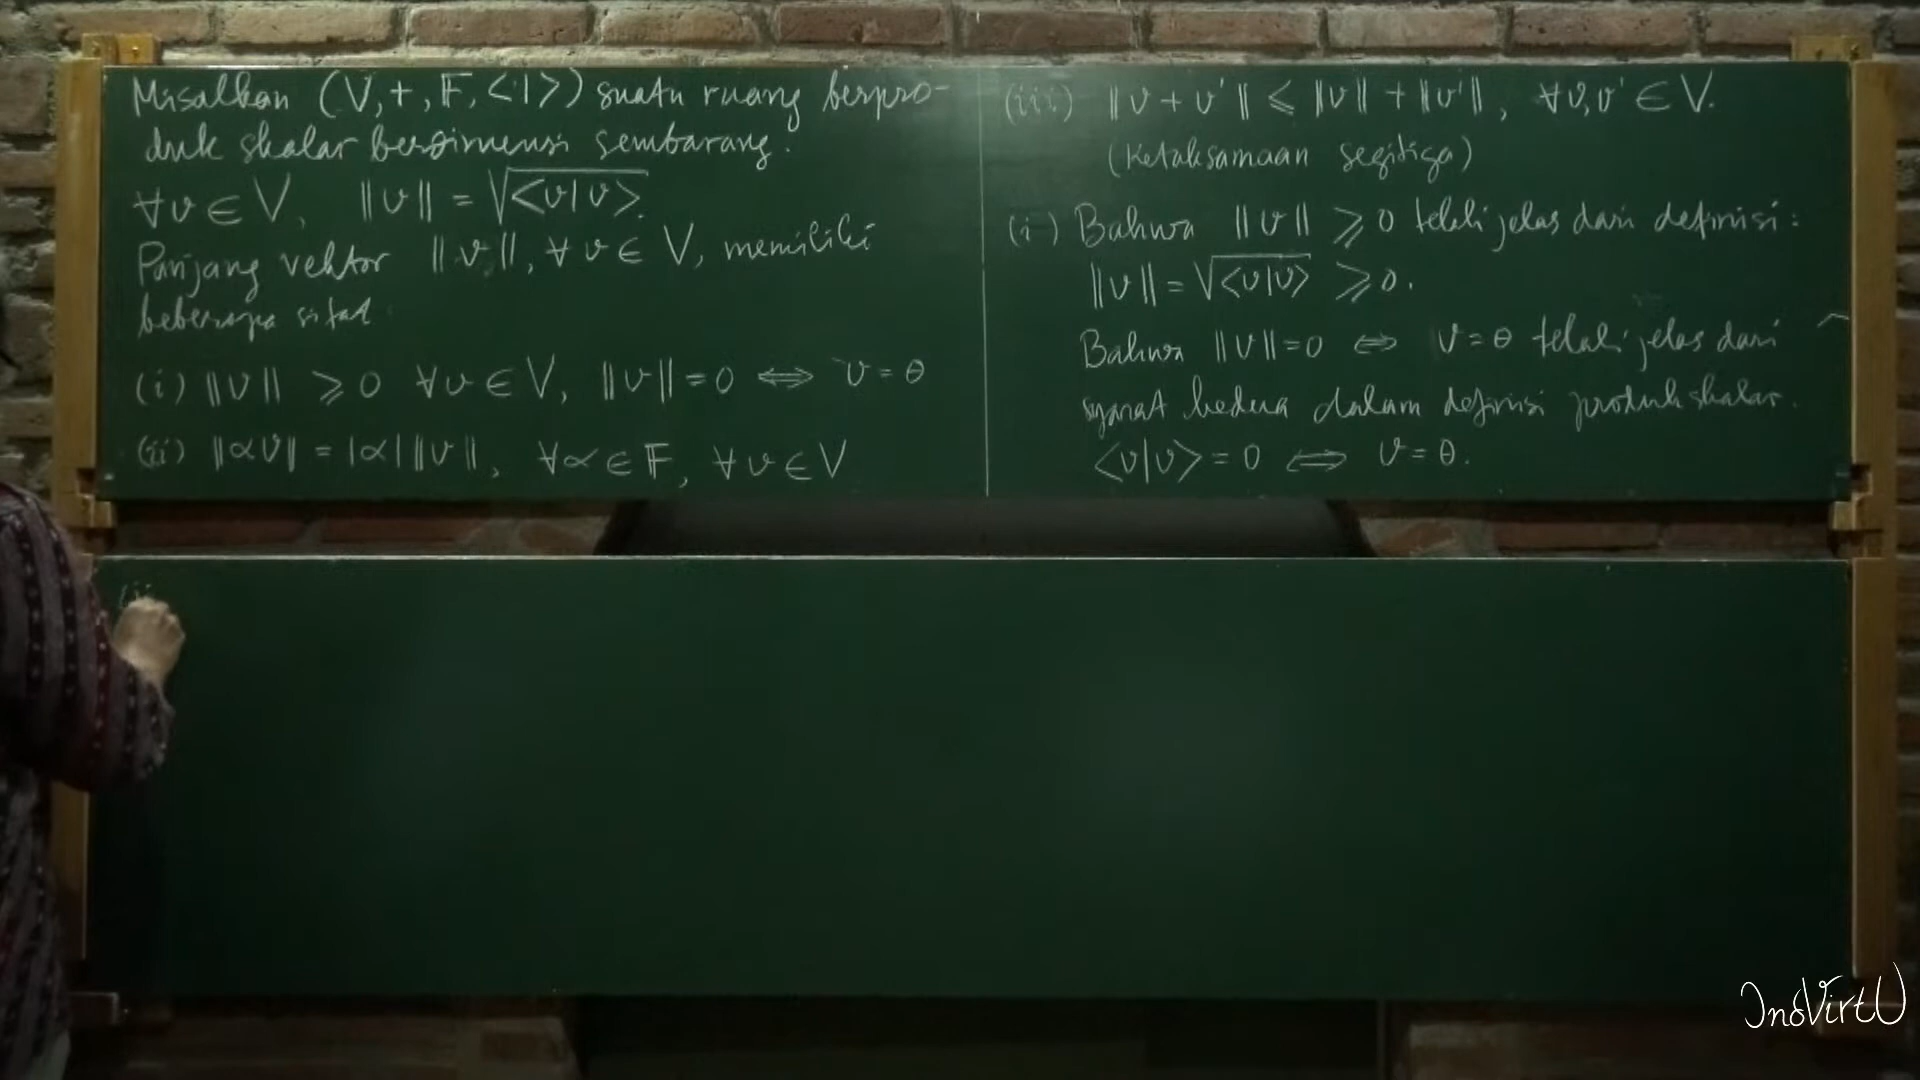 Misalkan (V,+,F,<·|·>) suatu ruang berpro-
duk skalar berdimensi sembarang.
∀v ∈ V, ‖v‖ = √<v|v>.
Panjang vektor ‖v‖, ∀ v ∈ V, memiliki
beberapa sifat
(i) ‖v‖ ⩾ 0 ∀v ∈ V, ‖v‖ = 0 ⟺ v = θ
(ii) ‖αv‖ = |α| ‖v‖, ∀α ∈ F, ∀v ∈ V
(iii) ‖v + v'‖ ⩽ ‖v‖ + ‖v'‖, ∀v,v' ∈ V.
(Ketaksamaan segitiga)
(i) Bahwa ‖v‖ ⩾ 0 telah jelas dari definisi:
‖v‖ = √<v|v> ⩾ 0.
Bahwa ‖v‖ = 0 ⟺ v = θ telah jelas dari
syarat kedua dalam definisi produk skalar.
<v|v> = 0 ⟺ v = θ.
InoVirtU